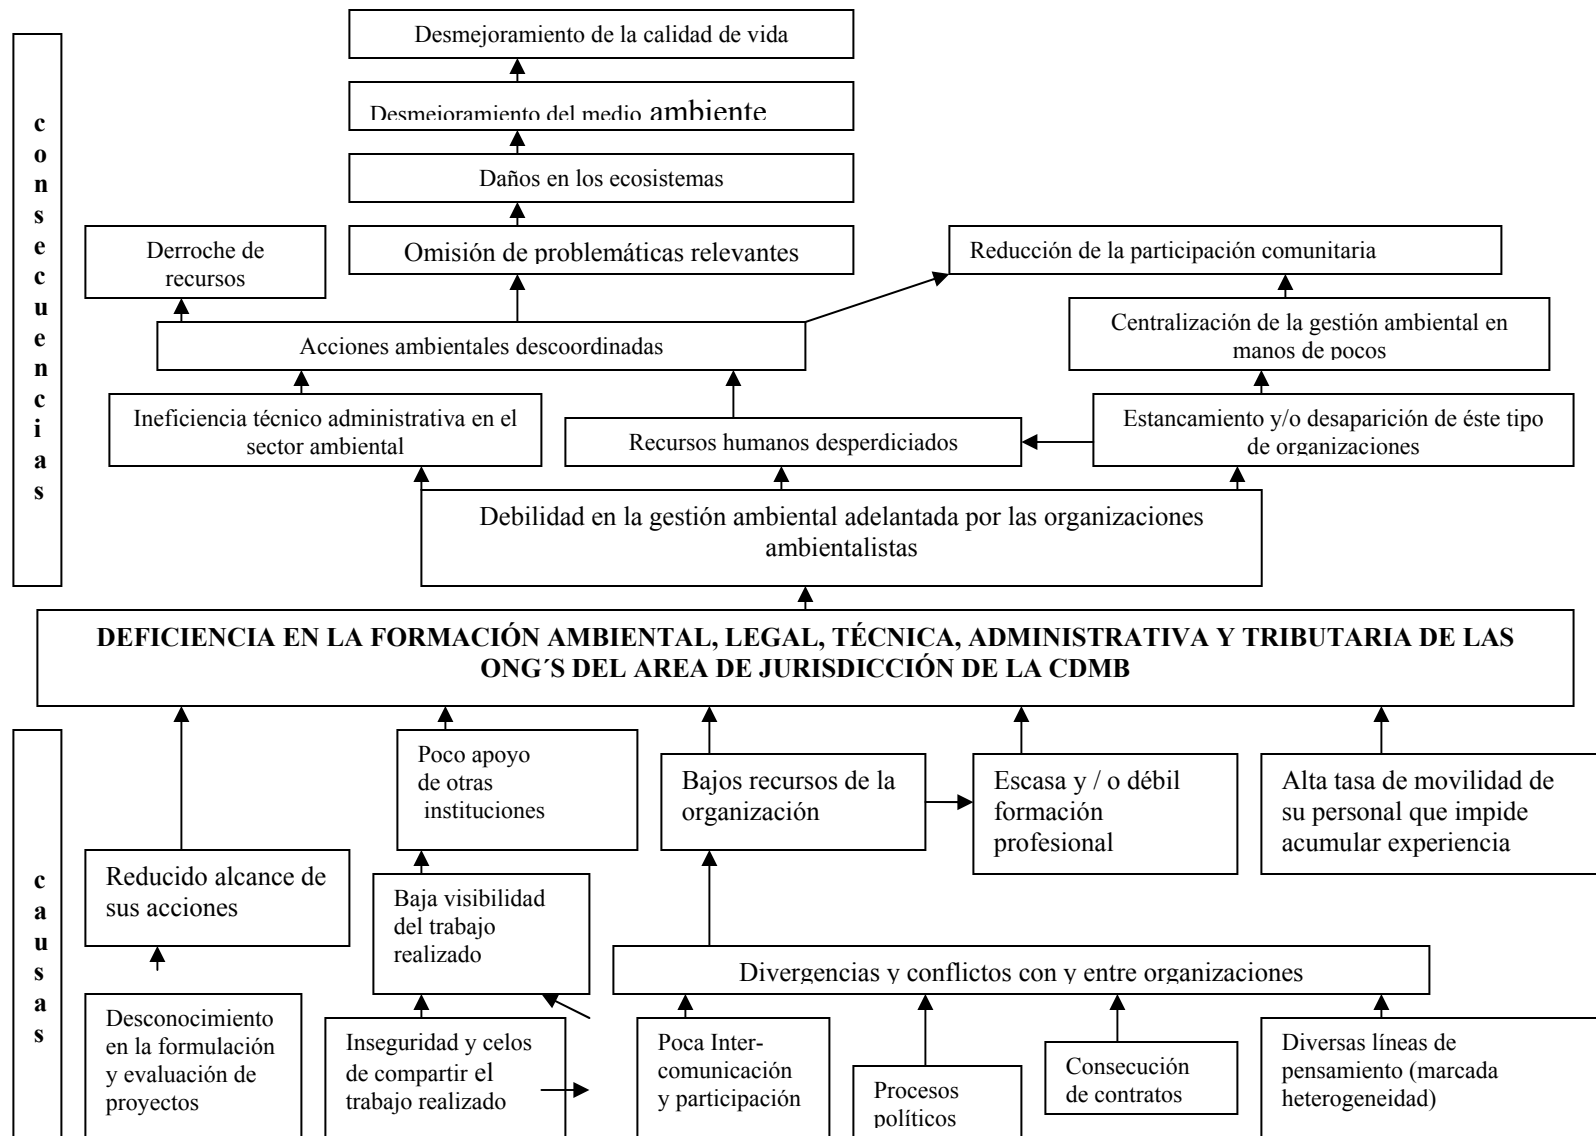 Desmejoramiento de la calidad de vida
Desmejoramiento del medio ambiente
Daños en los ecosistemas
Derroche de
recursos
Omisión de problemáticas relevantes
Reducción de la participación comunitaria
Acciones ambientales descoordinadas
Centralización de la gestión ambiental en
manos de pocos
Ineficiencia técnico administrativa en el
sector ambiental
Recursos humanos desperdiciados
Estancamiento y/o desaparición de éste tipo
de organizaciones
Debilidad en la gestión ambiental adelantada por las organizaciones
ambientalistas
consecuencias
DEFICIENCIA EN LA FORMACIÓN AMBIENTAL, LEGAL, TÉCNICA, ADMINISTRATIVA Y TRIBUTARIA DE LAS
ONG´S DEL AREA DE JURISDICCIÓN DE LA CDMB
causas
Poco apoyo
de otras
instituciones
Bajos recursos de la
organización
Escasa y / o débil
formación
profesional
Alta tasa de movilidad de
su personal que impide
acumular experiencia
Reducido alcance de
sus acciones
Baja visibilidad
del trabajo
realizado
Divergencias y conflictos con y entre organizaciones
Desconocimiento
en la formulación
y evaluación de
proyectos
Inseguridad y celos
de compartir el
trabajo realizado
Poca Inter-
comunicación
y participación
Procesos
políticos
Consecución
de contratos
Diversas líneas de
pensamiento (marcada
heterogeneidad)